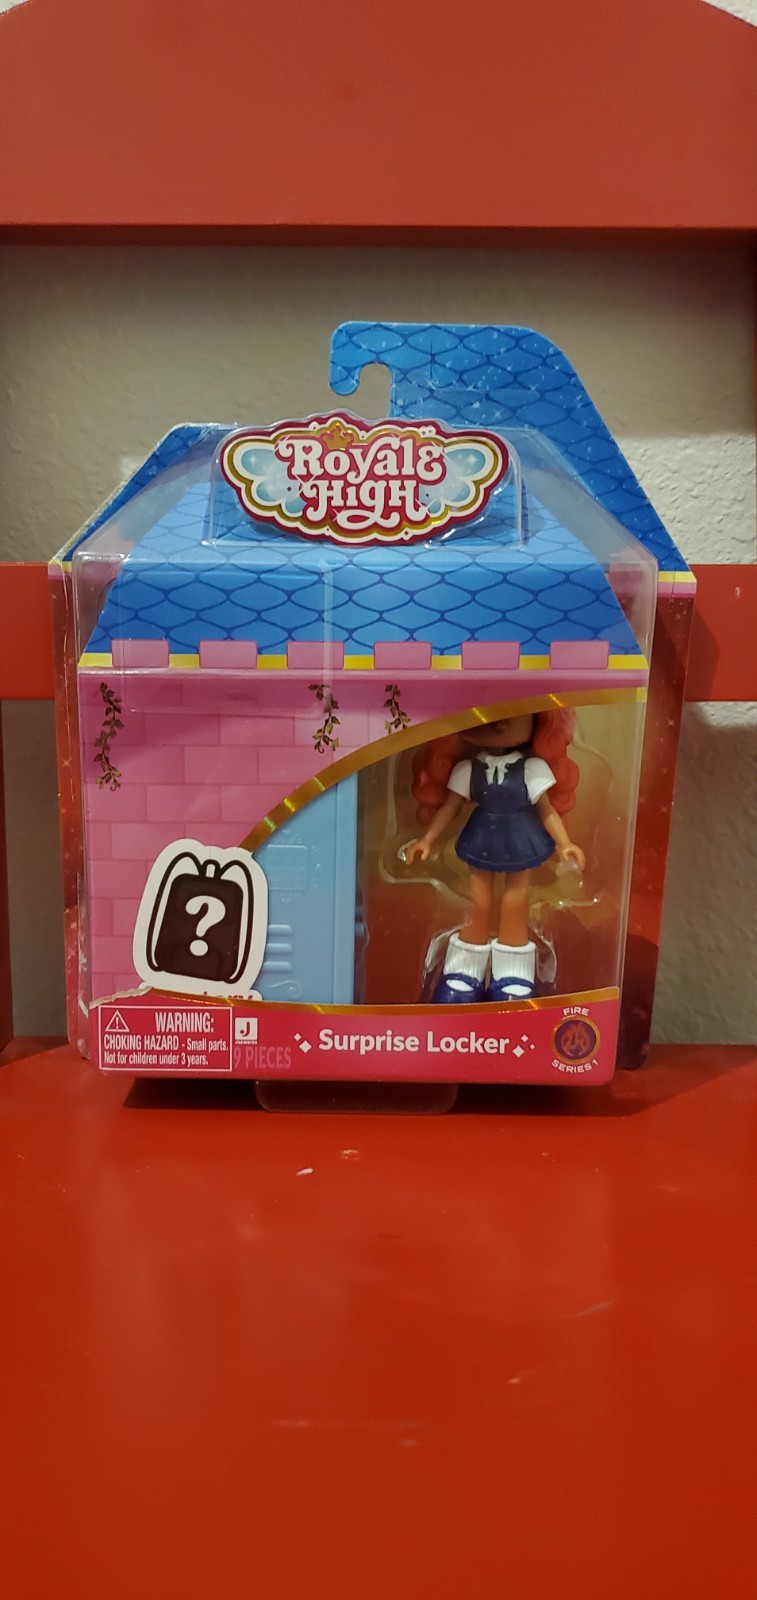 Royale
High
?
WARNING:
CHOKING HAZARD - Small parts.
Not for children under 3 years.
J
9 PIECES
Surprise Locker
FIRE
SERIES 1